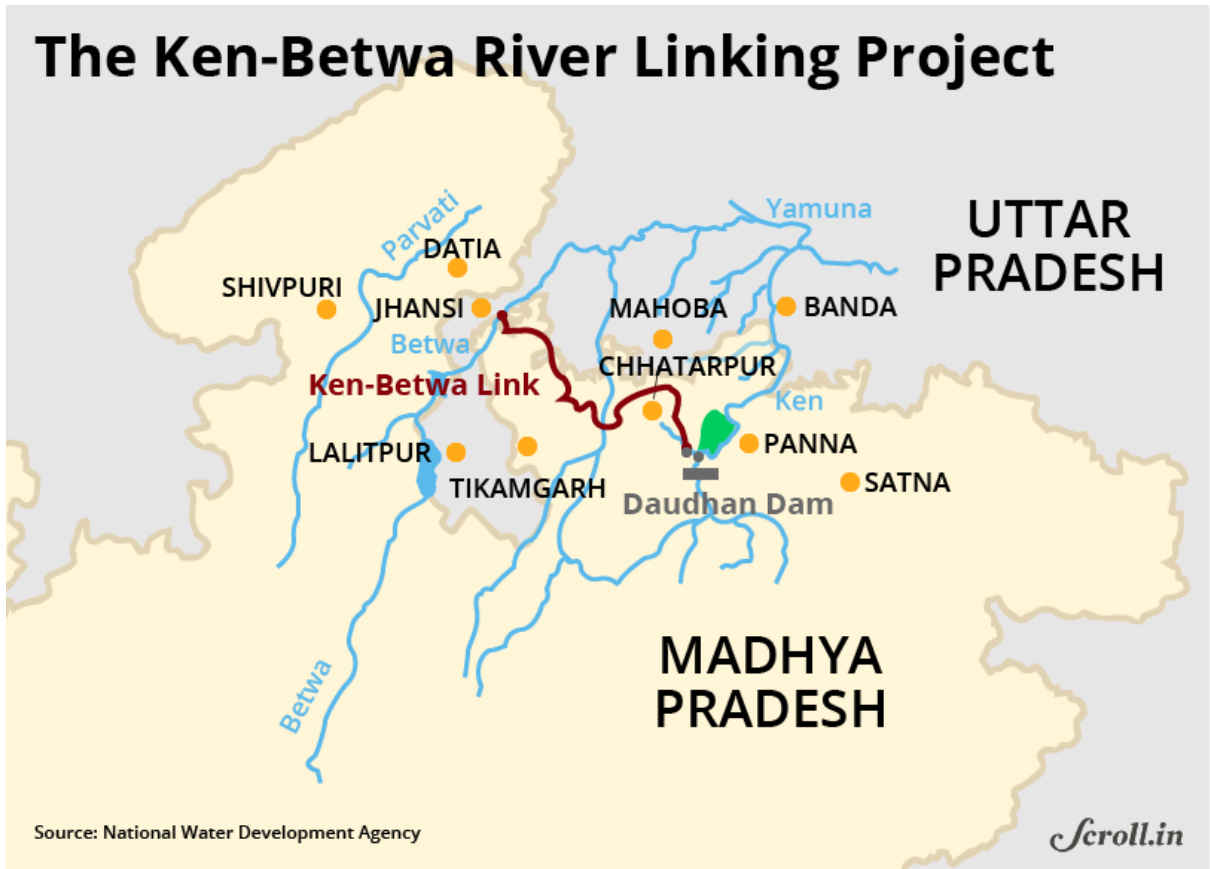 The Ken-Betwa River Linking Project
Parvati
Yamuna
UTTAR
PRADESH
DATIA
SHIVPURI
JHANSI
MAHOBA
BANDA
Betwa
CHHATARPUR
Ken-Betwa Link
Ken
LALITPUR
PANNA
TIKAMGARH
SATNA
Daudhan Dam
MADHYA
PRADESH
Betwa
Source: National Water Development Agency
Scroll.in